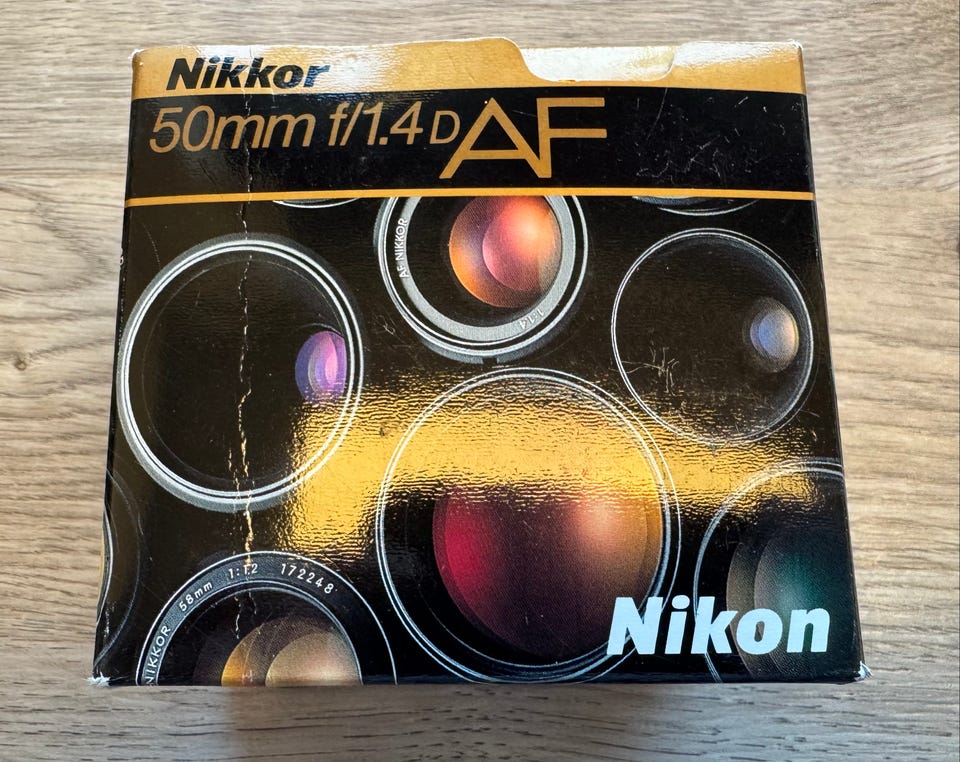 Nikkor
50mm f/1.4 D AF
AF NIKKOR
1:1.4
NIKKOR 58mm 1:1.2 172248
Nikon